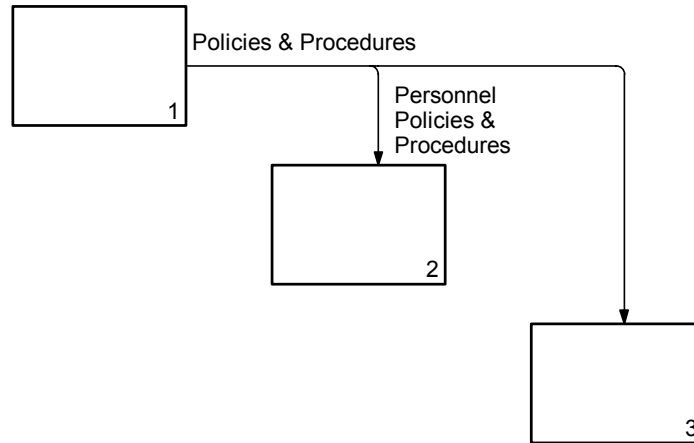 Policies & Procedures
1
Personnel
Policies &
Procedures
2
3